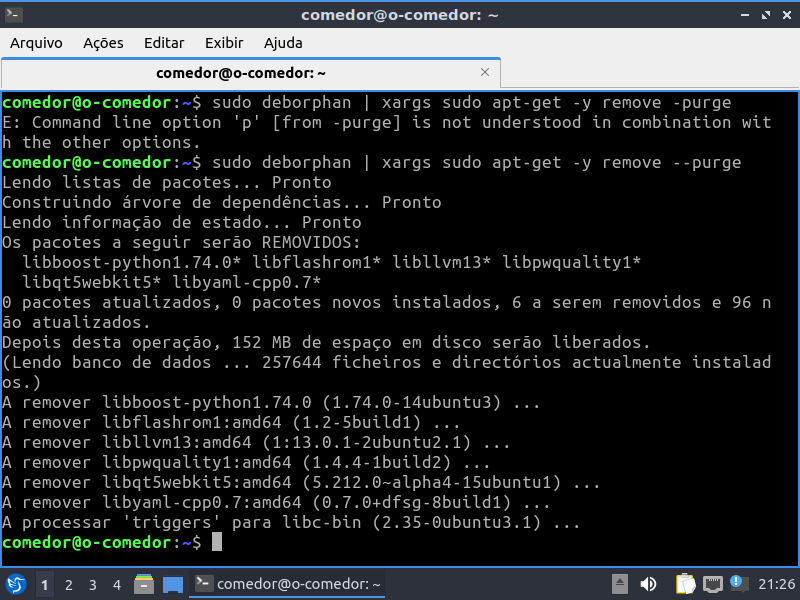 comedor@o-comedor: ~
Arquivo Ações Editar Exibir Ajuda
comedor@o-comedor: ~
comedor@o-comedor:~$ sudo deborphan | xargs sudo apt-get -y remove -purge
E: Command line option 'p' [from -purge] is not understood in combination wit
h the other options.
comedor@o-comedor:~$ sudo deborphan | xargs sudo apt-get -y remove --purge
Lendo listas de pacotes... Pronto
Construindo árvore de dependências... Pronto
Lendo informação de estado... Pronto
Os pacotes a seguir serão REMOVIDOS:
  libboost-python1.74.0* libflashrom1* libllvm13* libpwquality1*
  libqt5webkit5* libyaml-cpp0.7*
0 pacotes atualizados, 0 pacotes novos instalados, 6 a serem removidos e 96 n
ão atualizados.
Depois desta operação, 152 MB de espaço em disco serão liberados.
(Lendo banco de dados ... 257644 ficheiros e directórios actualmente instalad
os.)
A remover libboost-python1.74.0 (1.74.0-14ubuntu3) ...
A remover libflashrom1:amd64 (1.2-5build1) ...
A remover libllvm13:amd64 (1:13.0.1-2ubuntu2.1) ...
A remover libpwquality1:amd64 (1.4.4-1build2) ...
A remover libqt5webkit5:amd64 (5.212.0~alpha4-15ubuntu1) ...
A remover libyaml-cpp0.7:amd64 (0.7.0+dfsg-8build1) ...
A processar 'triggers' para libc-bin (2.35-0ubuntu3.1) ...
comedor@o-comedor:~$
1 2 3 4 comedor@o-comedor: ~ 21:26